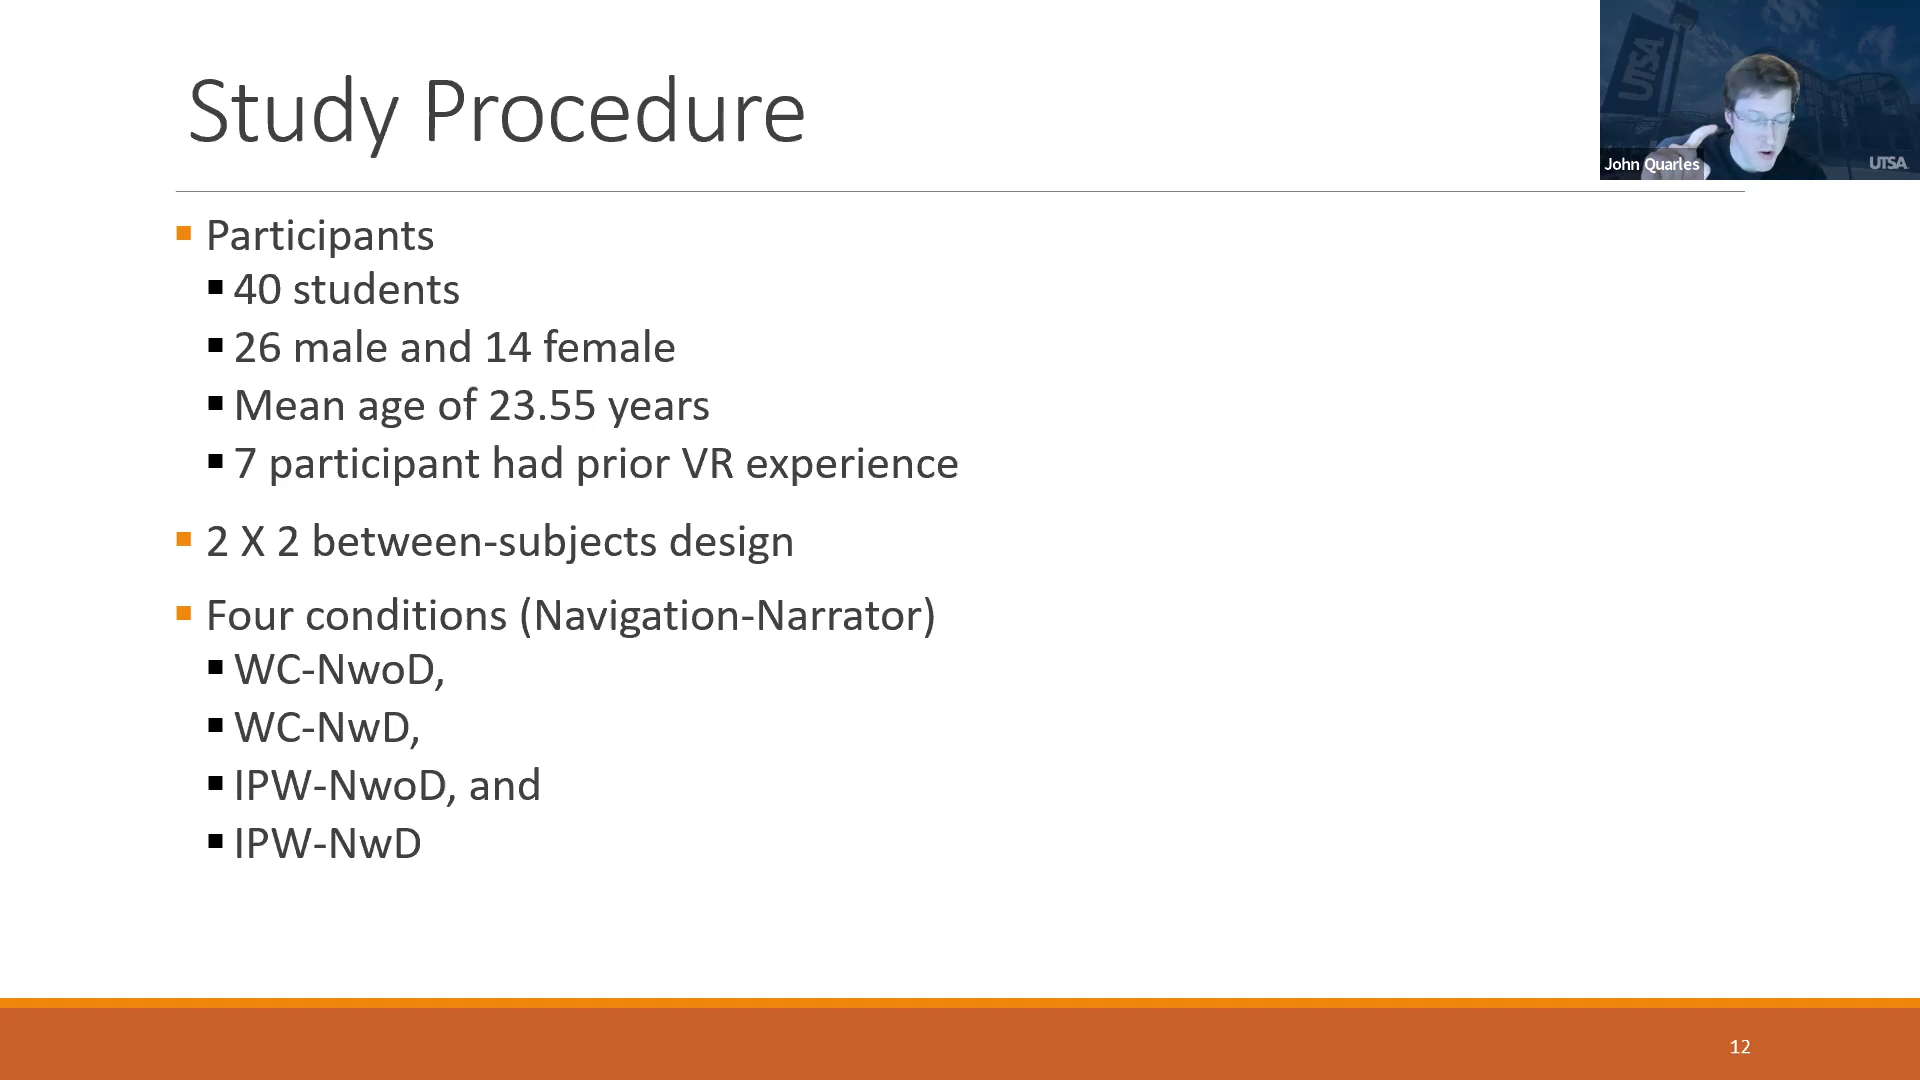 Study Procedure
UTSA
John Quarles
UTSA
Participants
40 students
26 male and 14 female
Mean age of 23.55 years
7 participant had prior VR experience
2 X 2 between-subjects design
Four conditions (Navigation-Narrator)
WC-NwoD,
WC-NwD,
IPW-NwoD, and
IPW-NwD
12